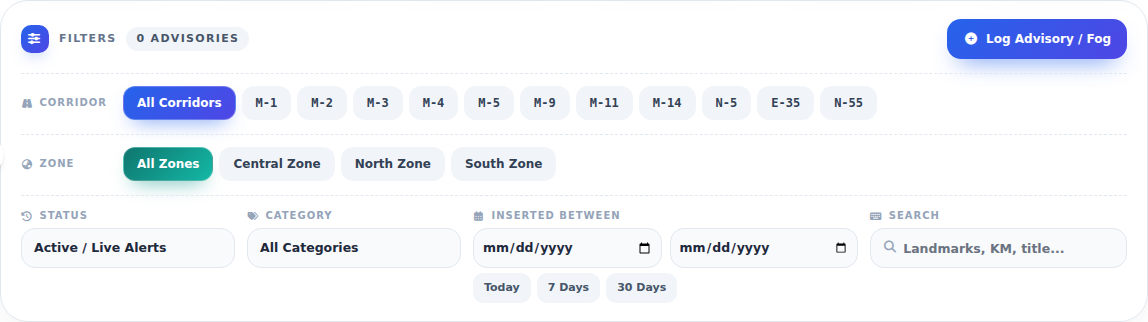 FILTERS 0 ADVISORIES Log Advisory / Fog
CORRIDOR All Corridors M-1 M-2 M-3 M-4 M-5 M-9 M-11 M-14 N-5 E-35 N-55
ZONE All Zones Central Zone North Zone South Zone
STATUS CATEGORY INSERTED BETWEEN SEARCH
Active / Live Alerts All Categories mm/dd/yyyy mm/dd/yyyy Landmarks, KM, title...
Today 7 Days 30 Days